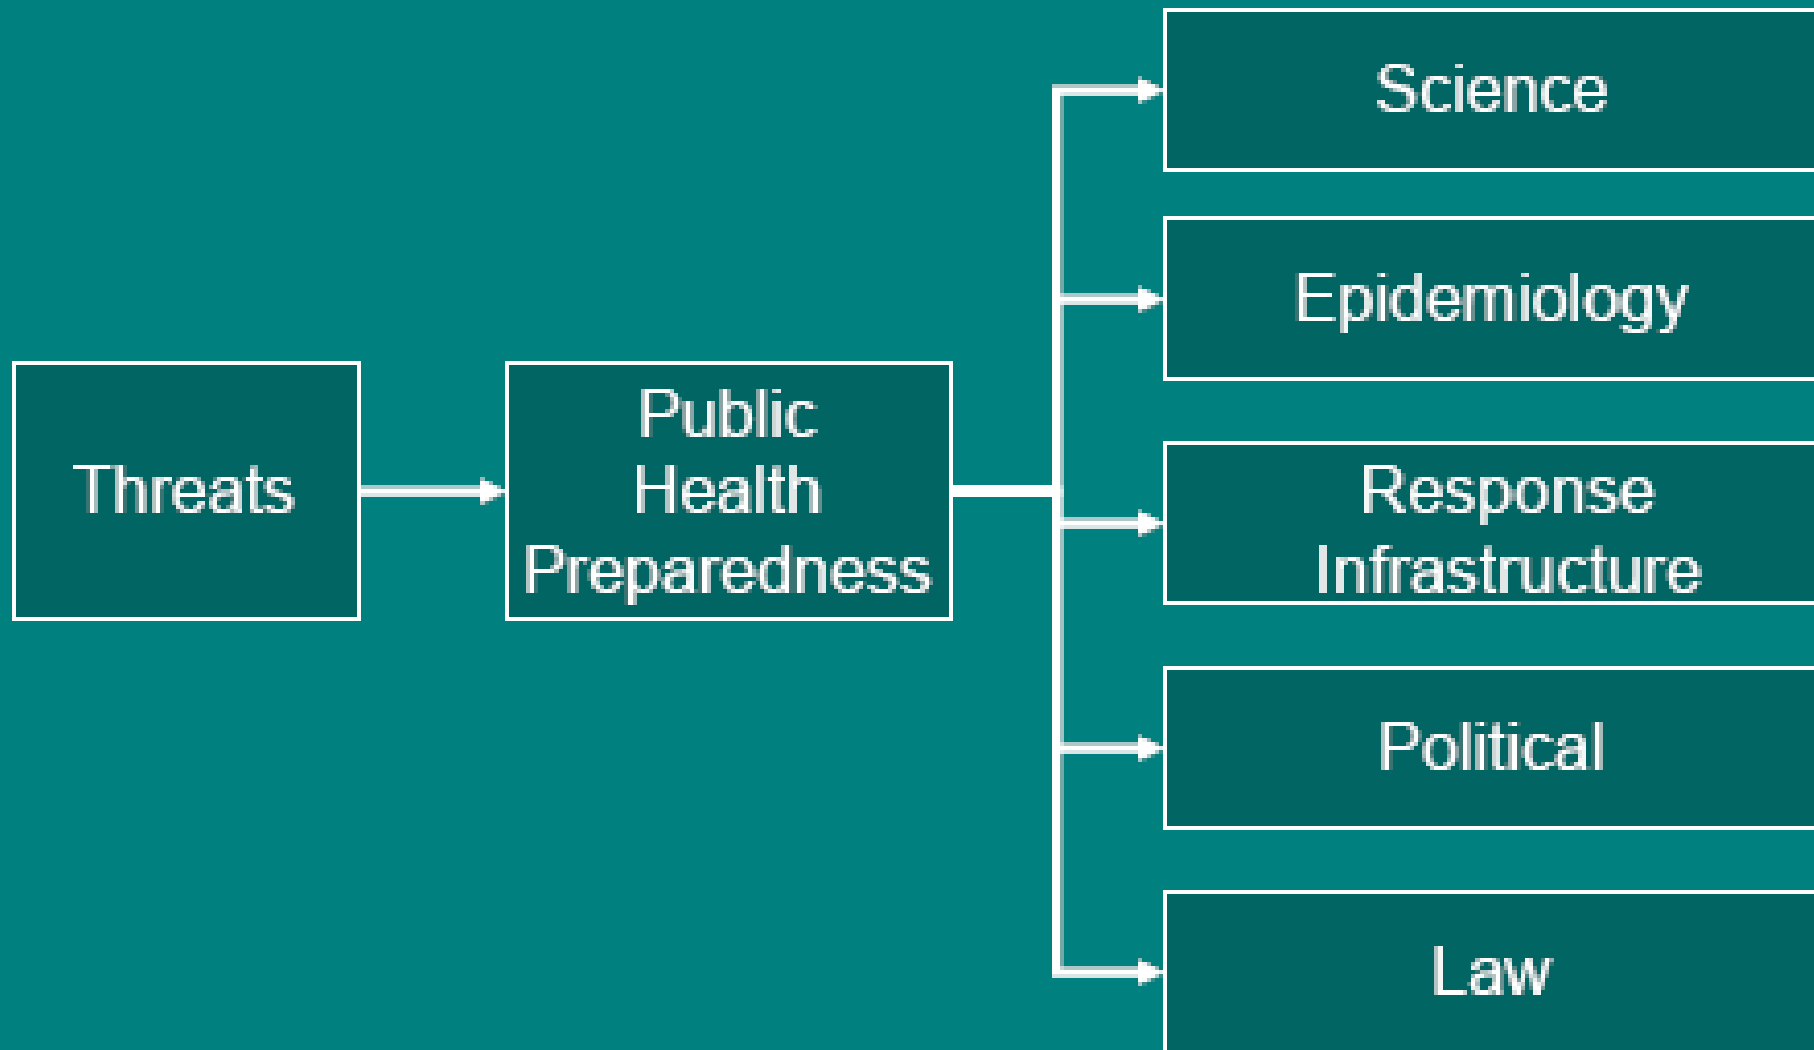 Threats
Public
Health
Preparedness
Science
Epidemiology
Response
Infrastructure
Political
Law